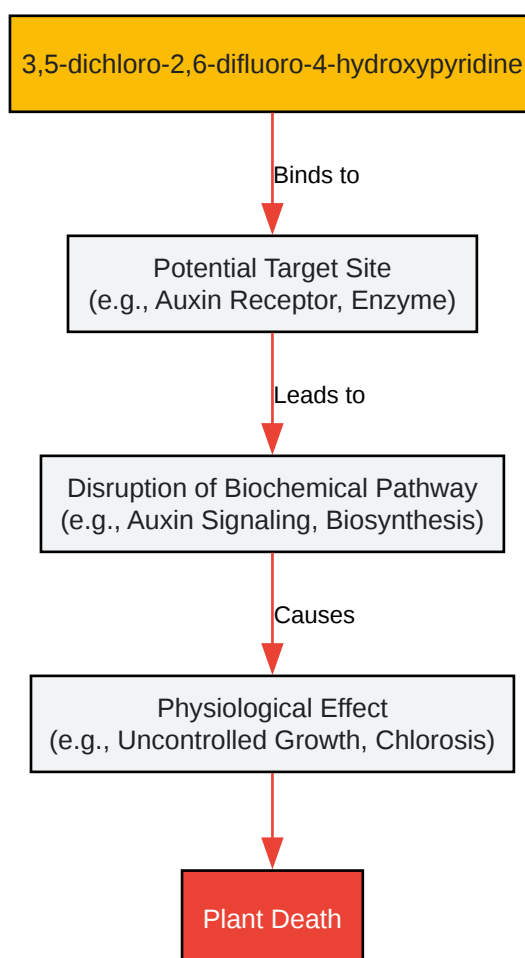 3,5-dichloro-2,6-difluoro-4-hydroxypyridine
Binds to
Potential Target Site
(e.g., Auxin Receptor, Enzyme)
Leads to
Disruption of Biochemical Pathway
(e.g., Auxin Signaling, Biosynthesis)
Causes
Physiological Effect
(e.g., Uncontrolled Growth, Chlorosis)
Plant Death